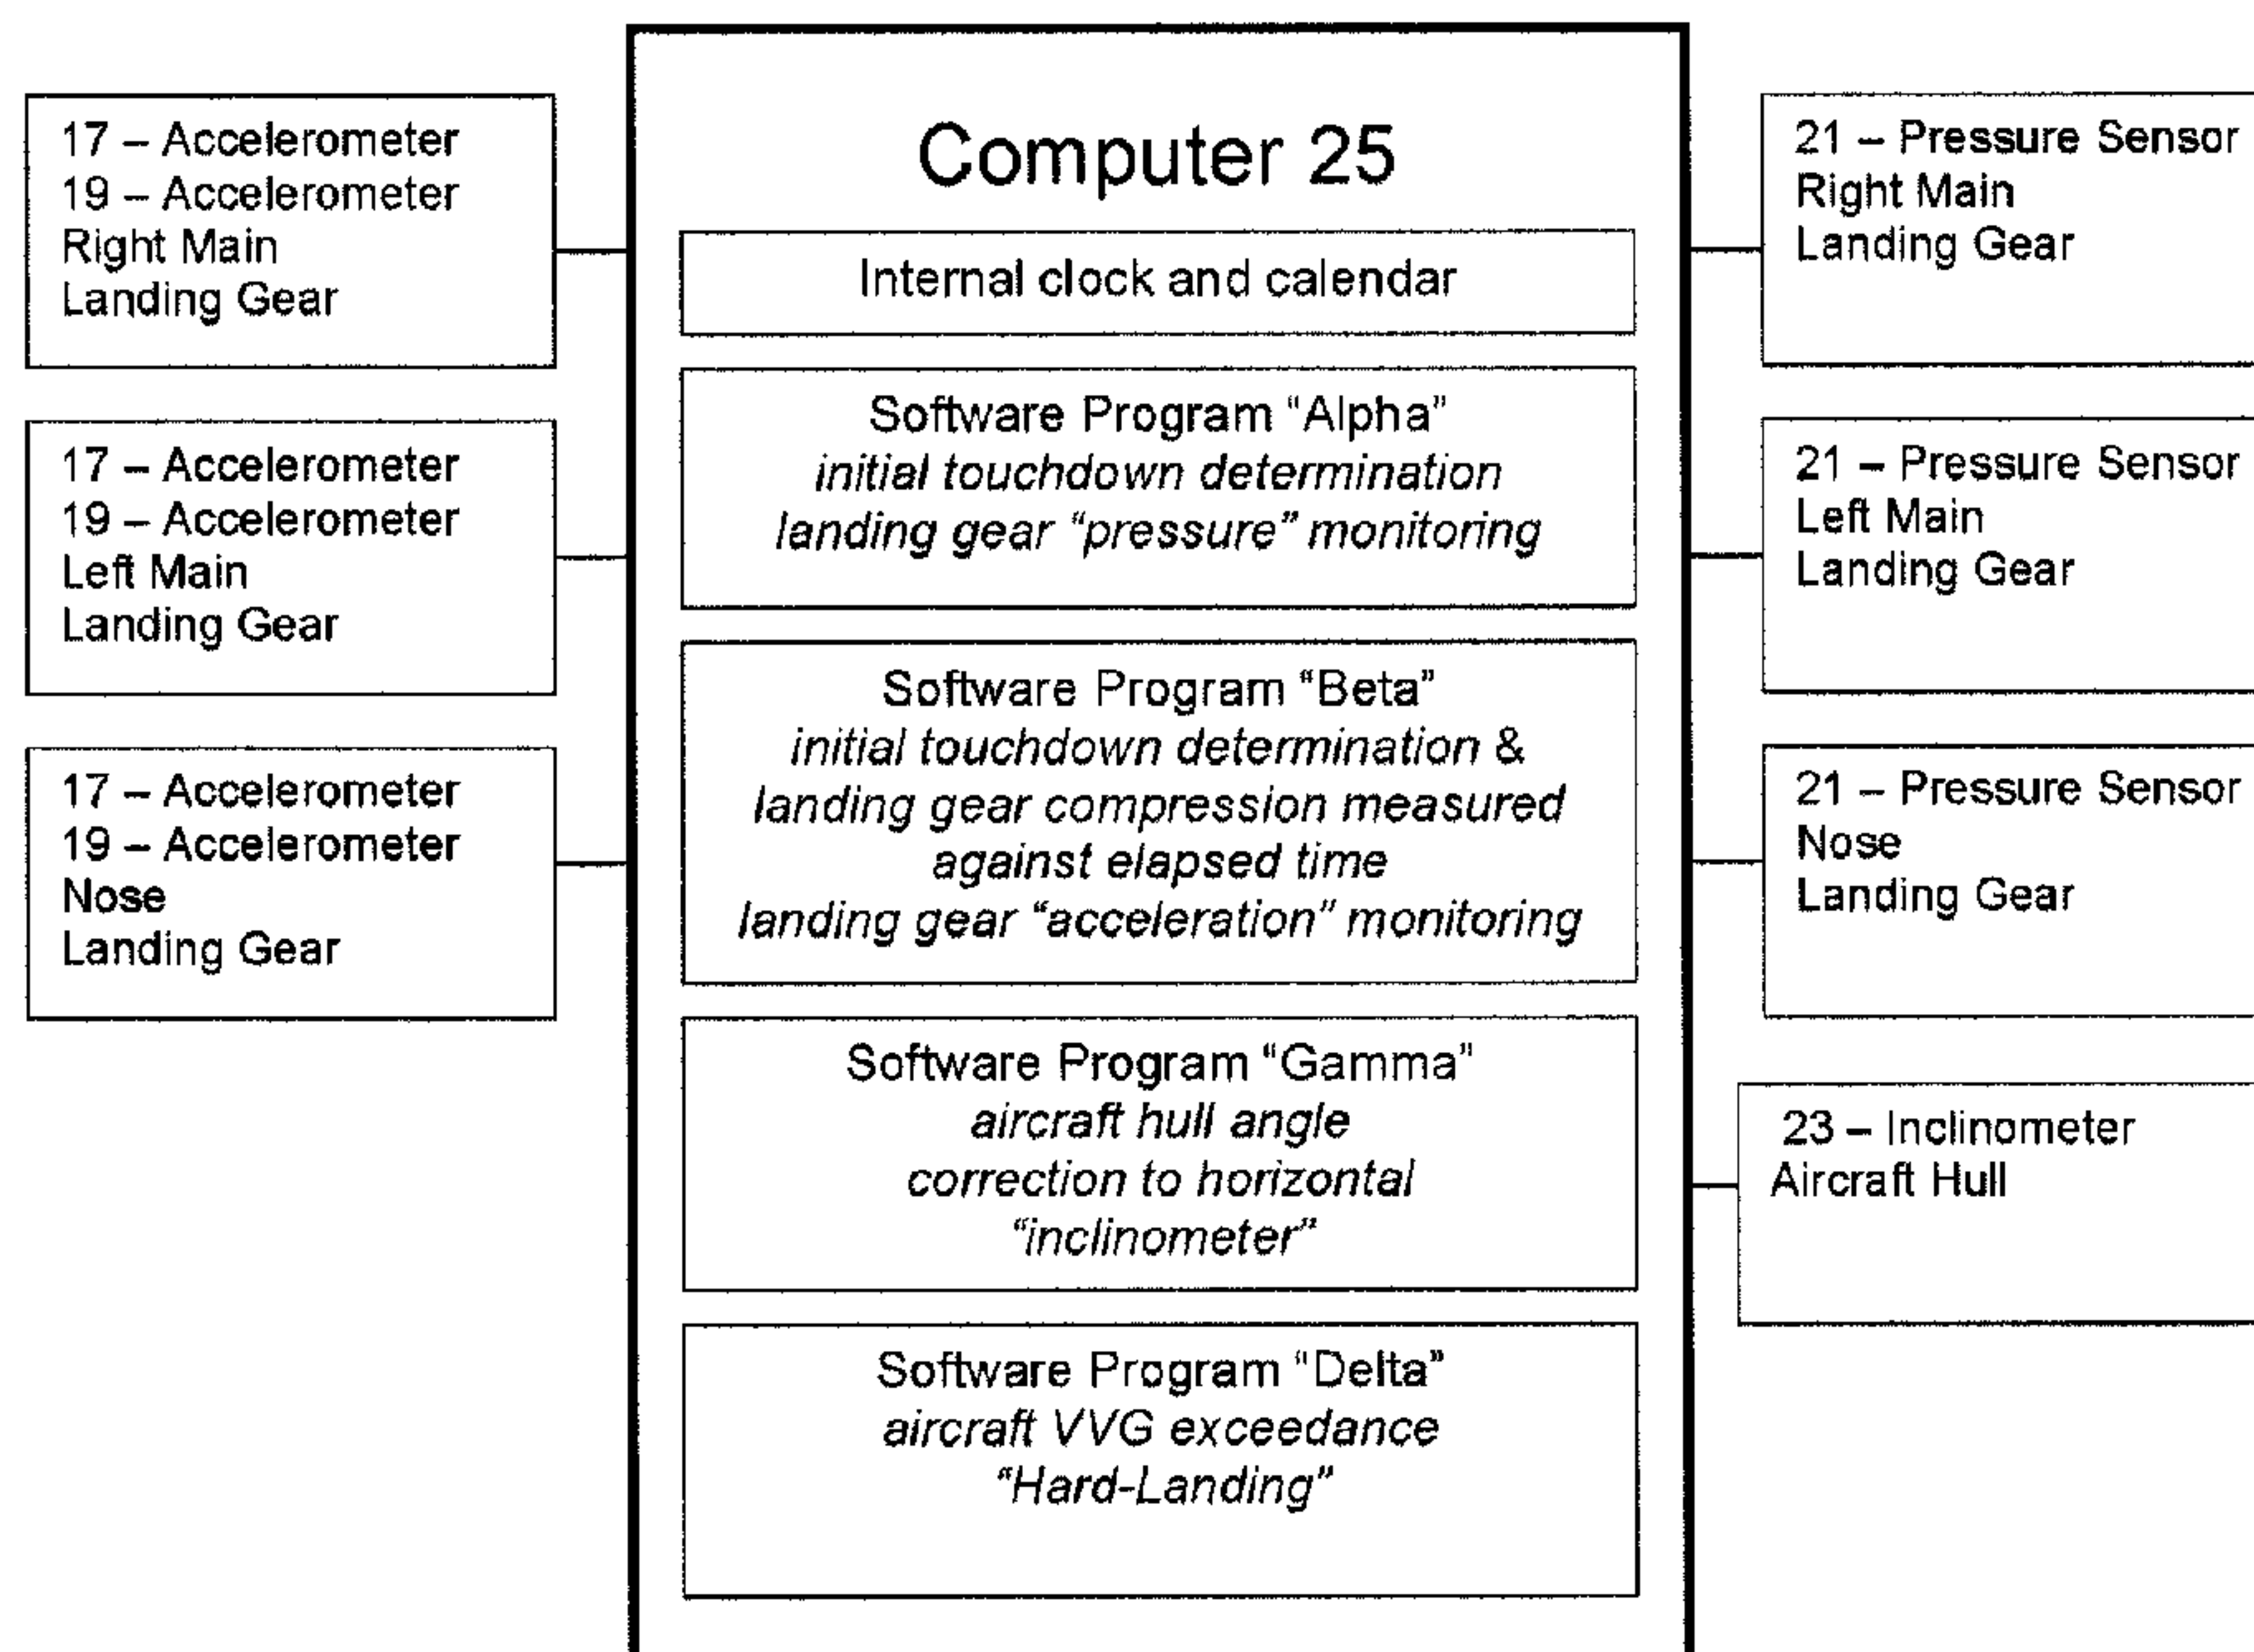 17 – Accelerometer
19 – Accelerometer
Right Main
Landing Gear
17 – Accelerometer
19 – Accelerometer
Left Main
Landing Gear
17 – Accelerometer
19 – Accelerometer
Nose
Landing Gear
Computer 25
Internal clock and calendar
Software Program “Alpha”
initial touchdown determination
landing gear “pressure” monitoring
Software Program “Beta”
initial touchdown determination &
landing gear compression measured
against elapsed time
landing gear “acceleration” monitoring
Software Program “Gamma”
aircraft hull angle
correction to horizontal
“inclinometer”
Software Program “Delta”
aircraft VVG exceedance
“Hard-Landing”
21 – Pressure Sensor
Right Main
Landing Gear
21 – Pressure Sensor
Left Main
Landing Gear
21 – Pressure Sensor
Nose
Landing Gear
23 – Inclinometer
Aircraft Hull